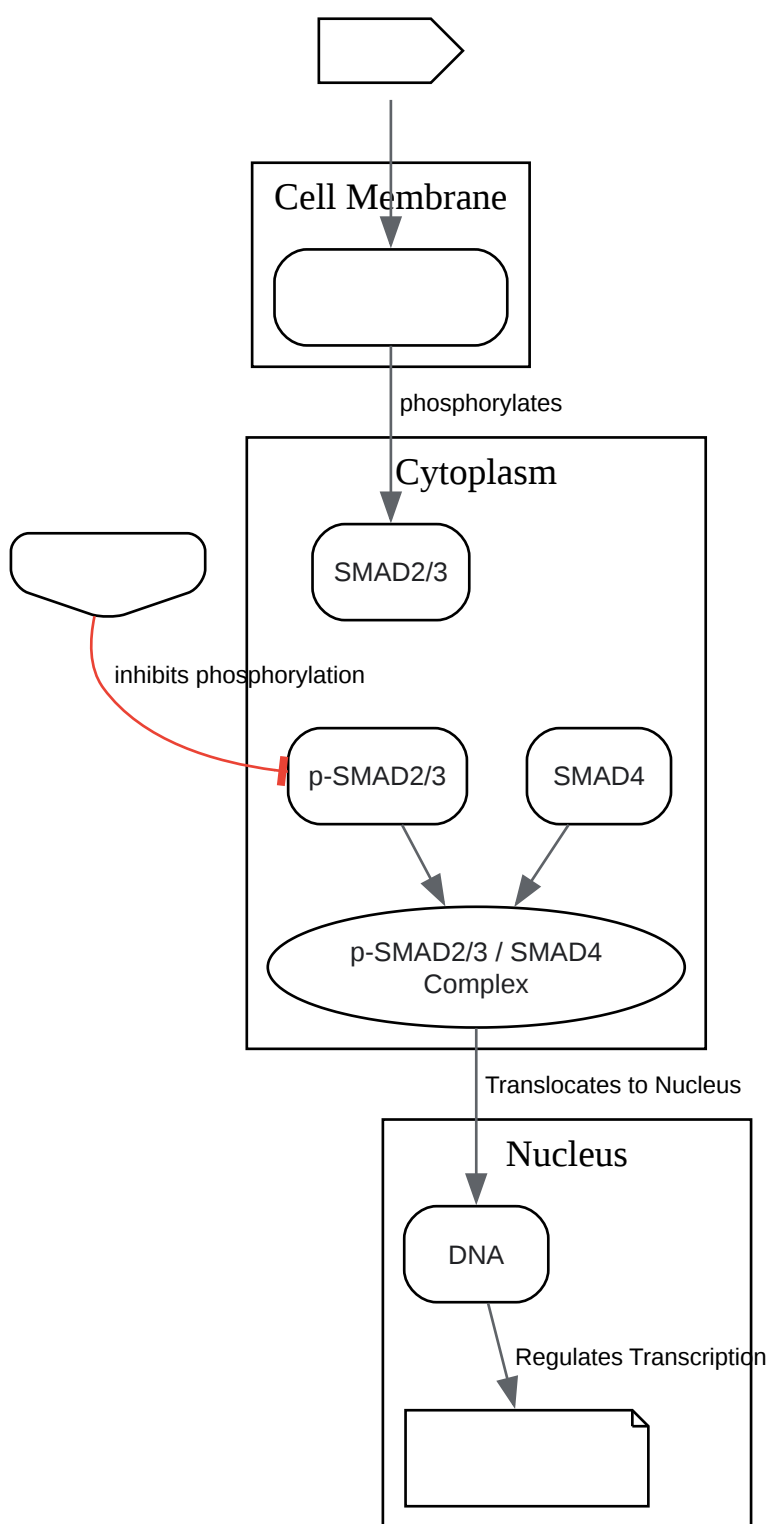 Cell Membrane
phosphorylates
Cytoplasm
SMAD2/3
inhibits phosphorylation
p-SMAD2/3
SMAD4
p-SMAD2/3 / SMAD4
Complex
Translocates to Nucleus
Nucleus
DNA
Regulates Transcription